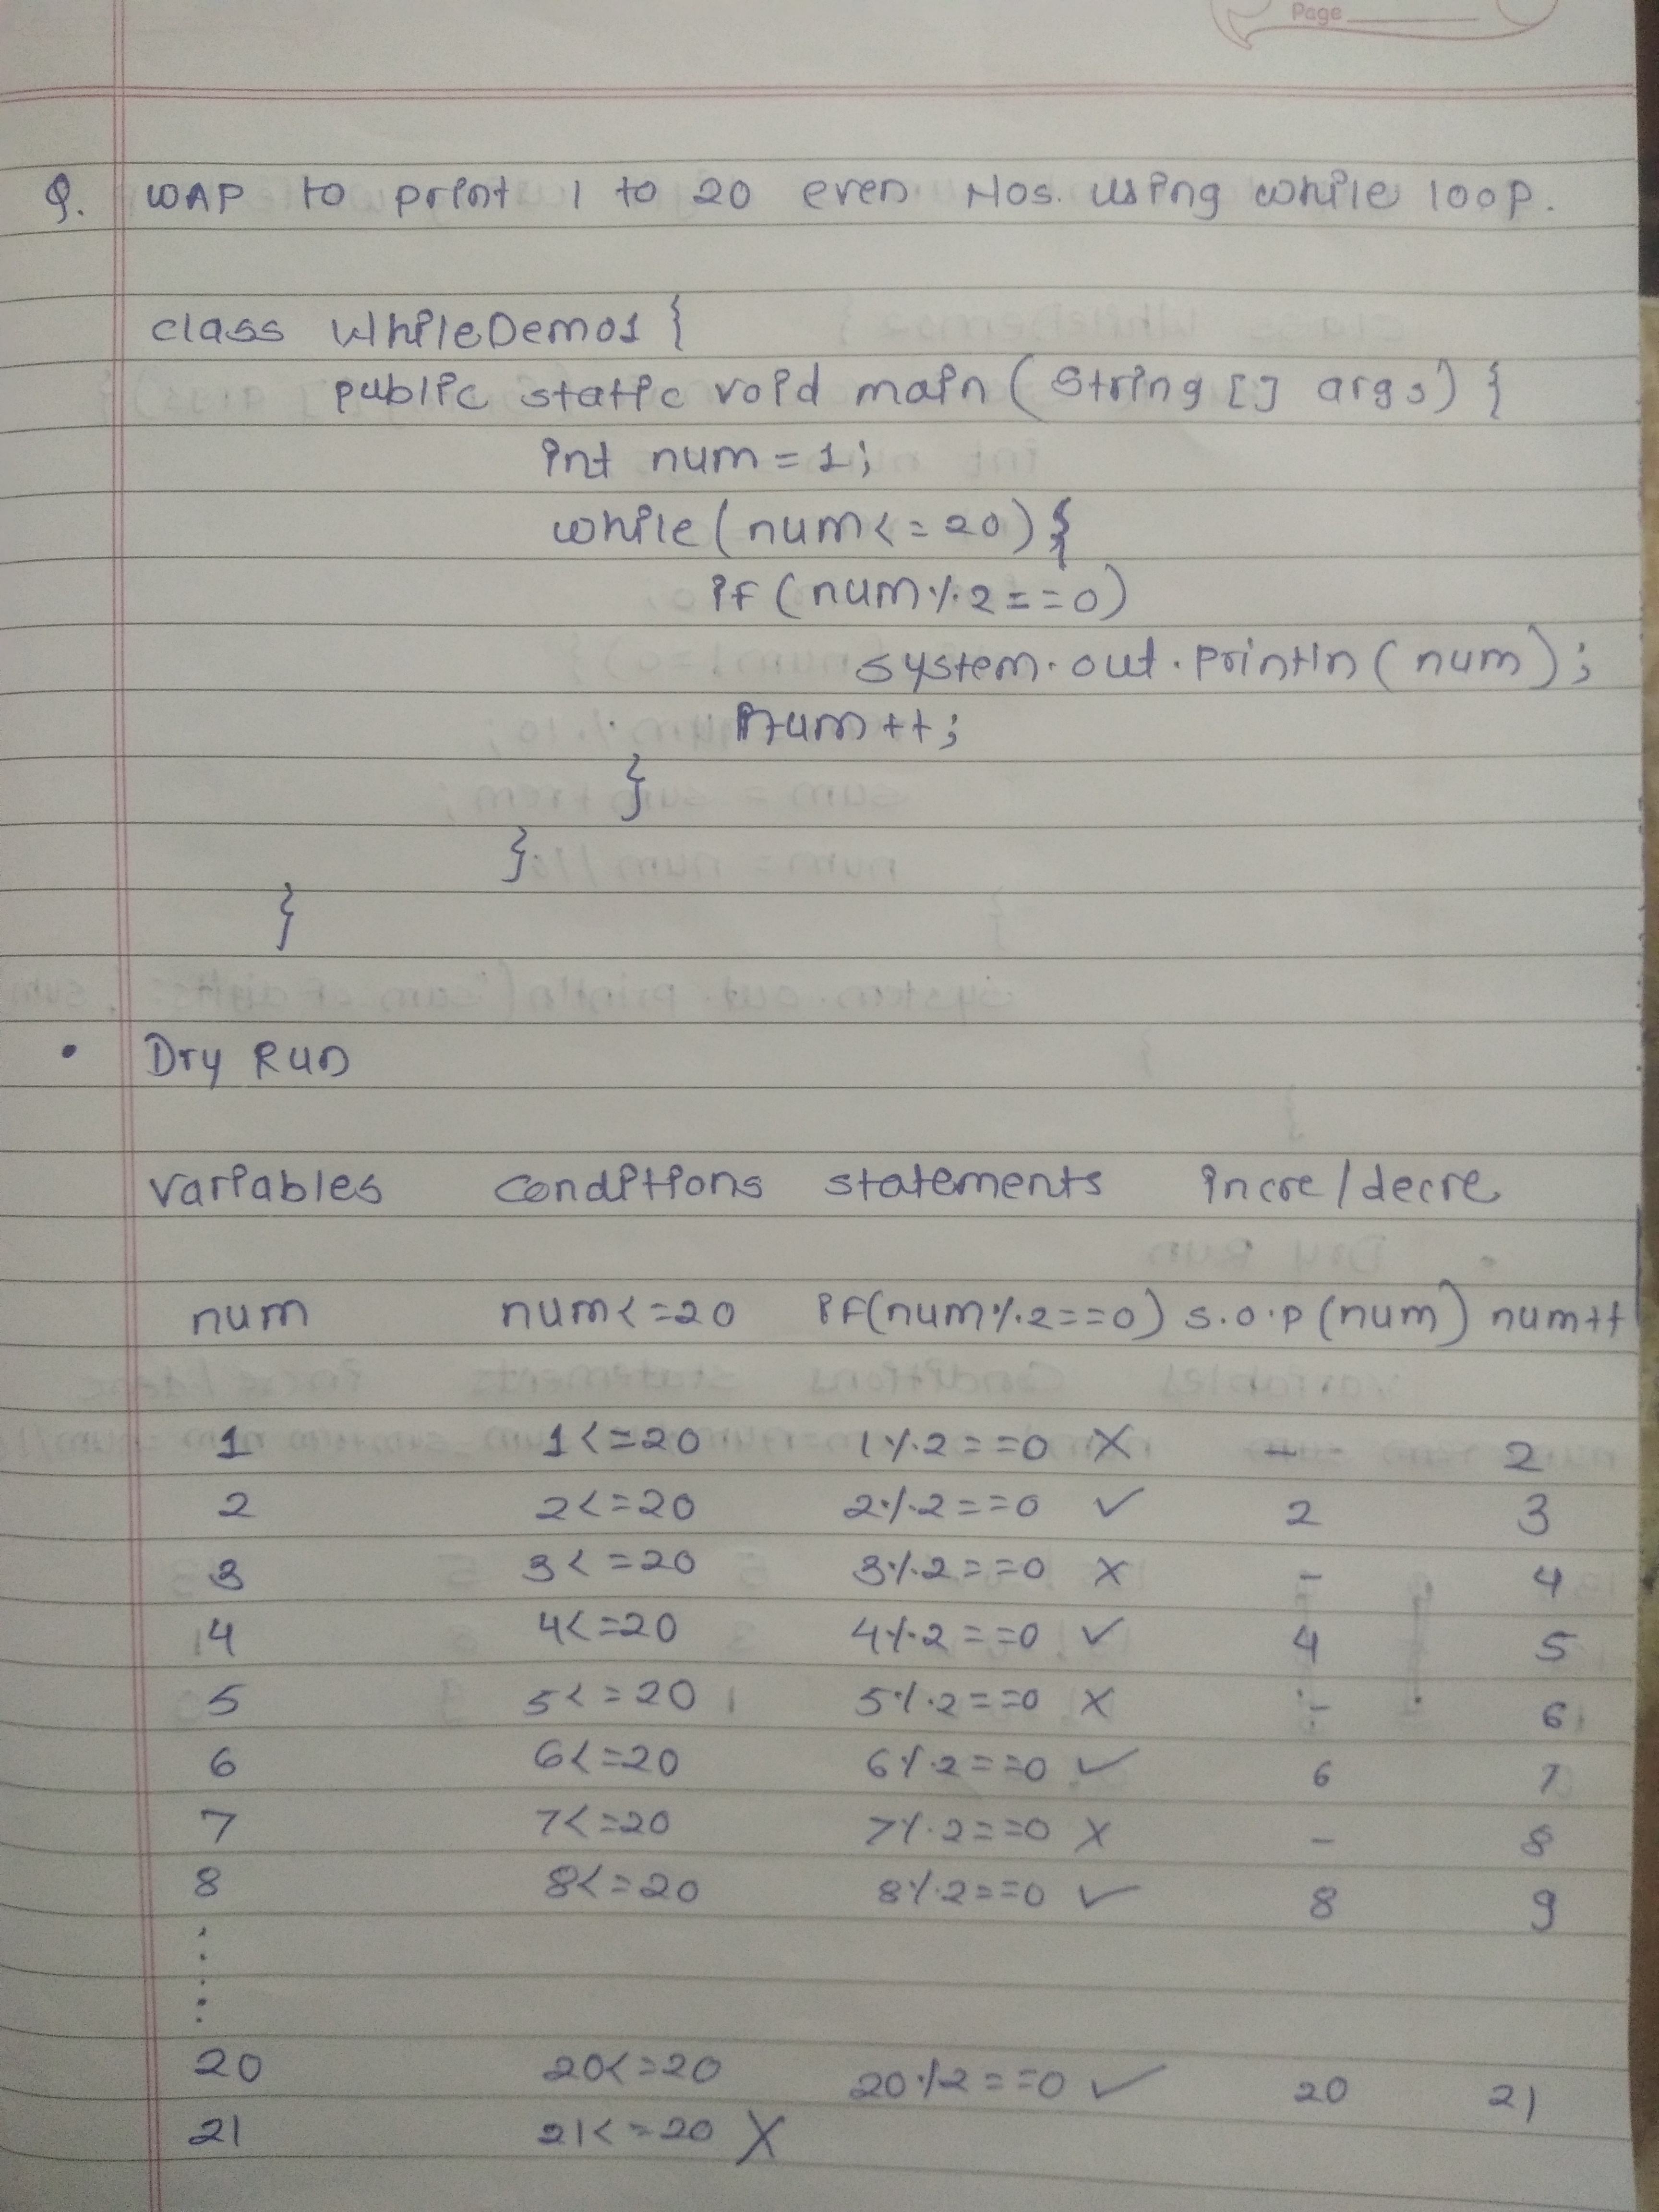 Page
Q. WAP to print 1 to 20 even Nos. using while loop.
class WhileDemo1 {
public static void main (String [] args) {
int num = 1;
while (num <= 20) {
if (num % 2 == 0)
system.out.println (num);
num ++;
}
}
}
• Dry Run
variables conditions statements incre/decre
num num<=20 if(num%2==0) s.o.p (num) num++
1 1<=20 1%2==0 X - 2
2 2<=20 2%2==0 ✓ 2 3
3 3<=20 3%2==0 X - 4
4 4<=20 4%2==0 ✓ 4 5
5 5<=20 5%2==0 X - 6
6 6<=20 6%2==0 ✓ 6 7
7 7<=20 7%2==0 X - 8
8 8<=20 8%2==0 ✓ 8 9
20 20<=20 20%2==0 ✓ 20 21
21 21<=20 X